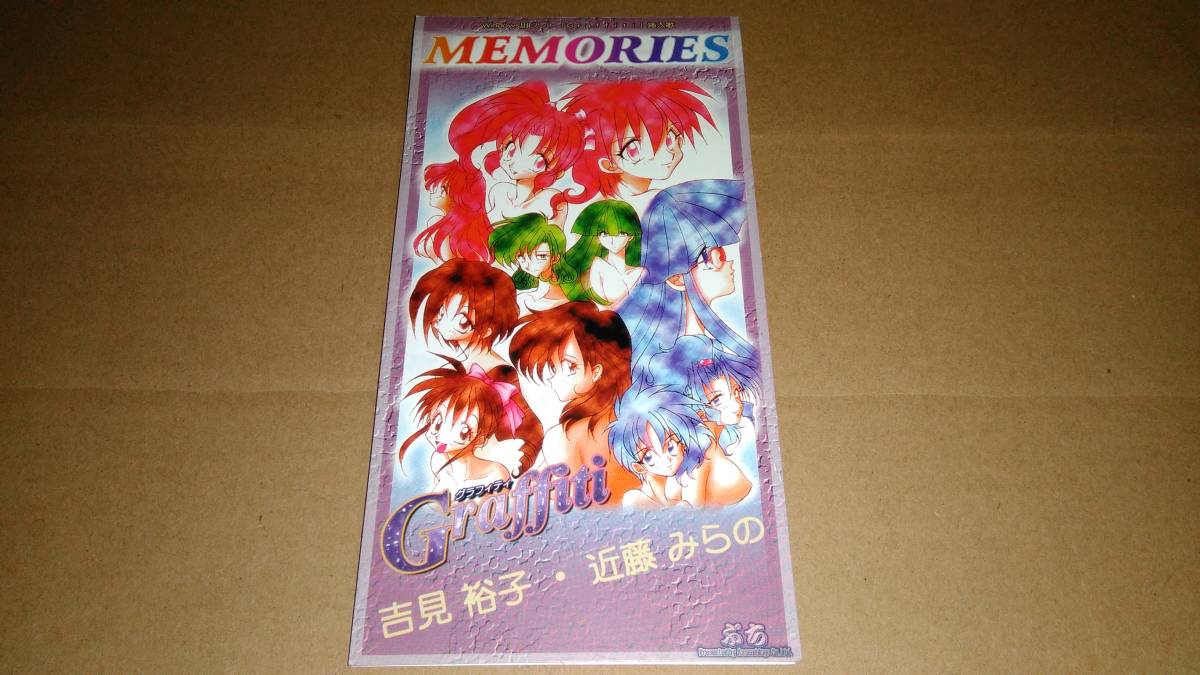 MEMORIES
グラフィティ
Graffiti
吉見 裕子 ・ 近藤 みらの
ぷち